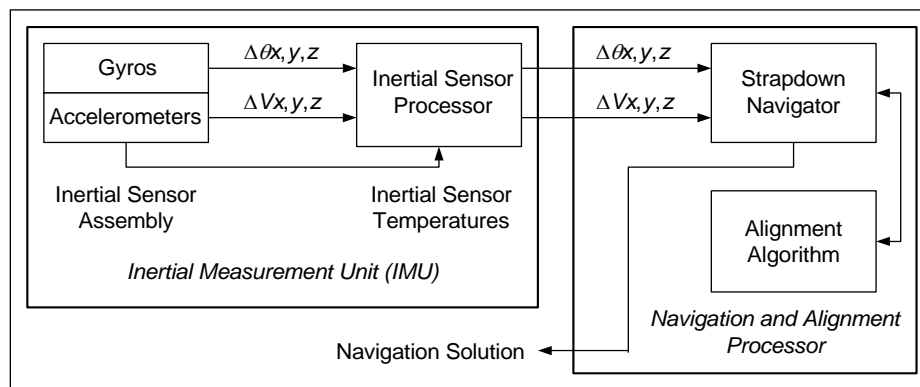 Gyros
Accelerometers
Δθx, y, z
ΔVx, y, z
Inertial Sensor
Processor
Δθx, y, z
ΔVx, y, z
Strapdown
Navigator
Inertial Sensor
Assembly
Inertial Sensor
Temperatures
Inertial Measurement Unit (IMU)
Alignment
Algorithm
Navigation and Alignment
Processor
Navigation Solution